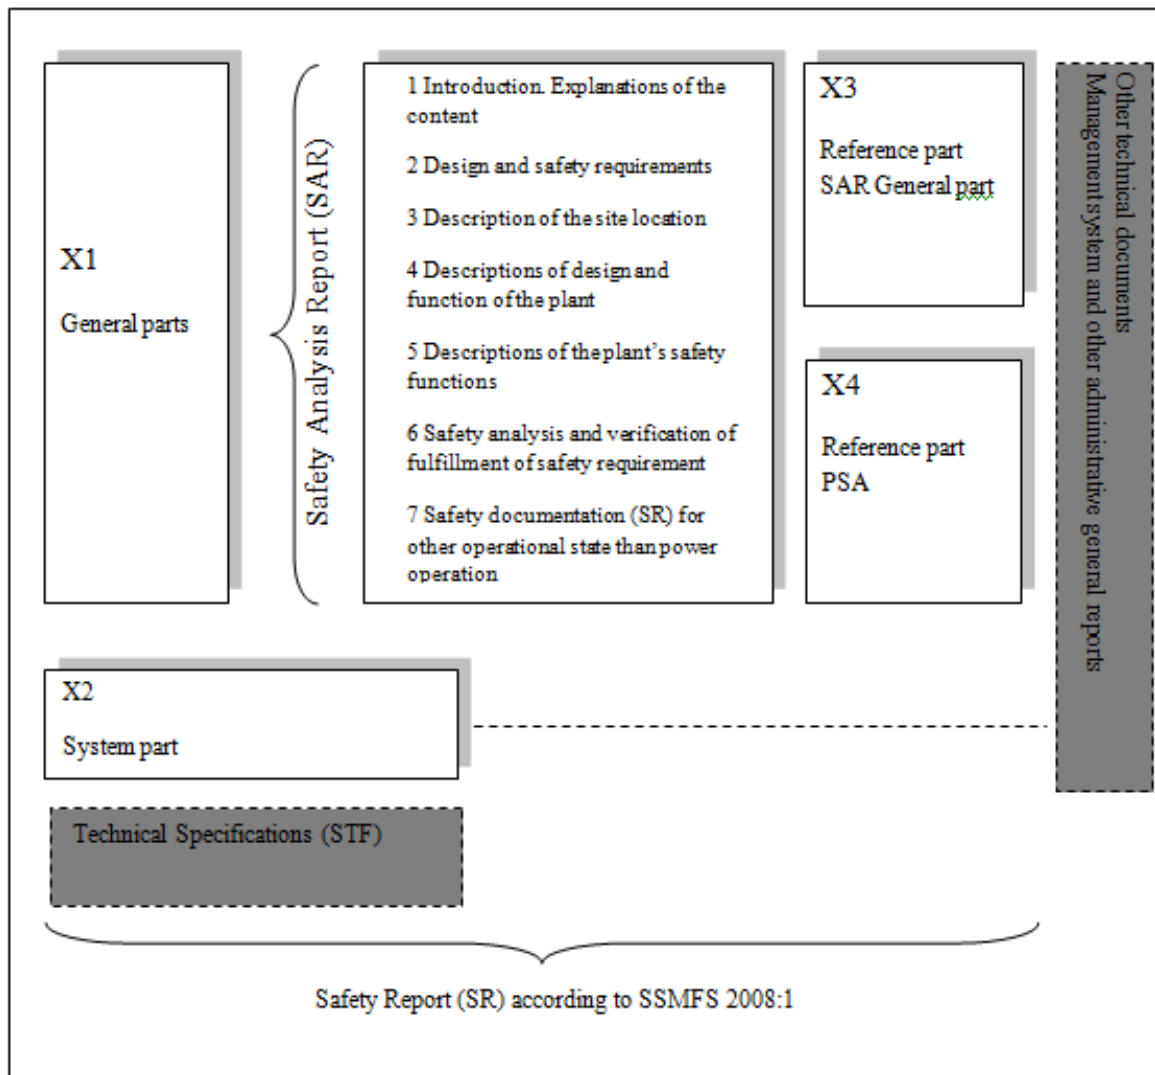 X1
General parts
Safety Analysis Report (SAR)
1 Introduction. Explanations of the
content
2 Design and safety requirements
3 Description of the site location
4 Descriptions of design and
function of the plant
5 Descriptions of the plant's safety
functions
6 Safety analysis and verification of
fulfillment of safety requirement
7 Safety documentation (SR) for
other operational state than power
operation
X3
Reference part
SAR General part
X4
Reference part
PSA
Other technical documents
Management system and other administrative general reports
X2
System part
Technical Specifications (STF)
Safety Report (SR) according to SSMFS 2008:1